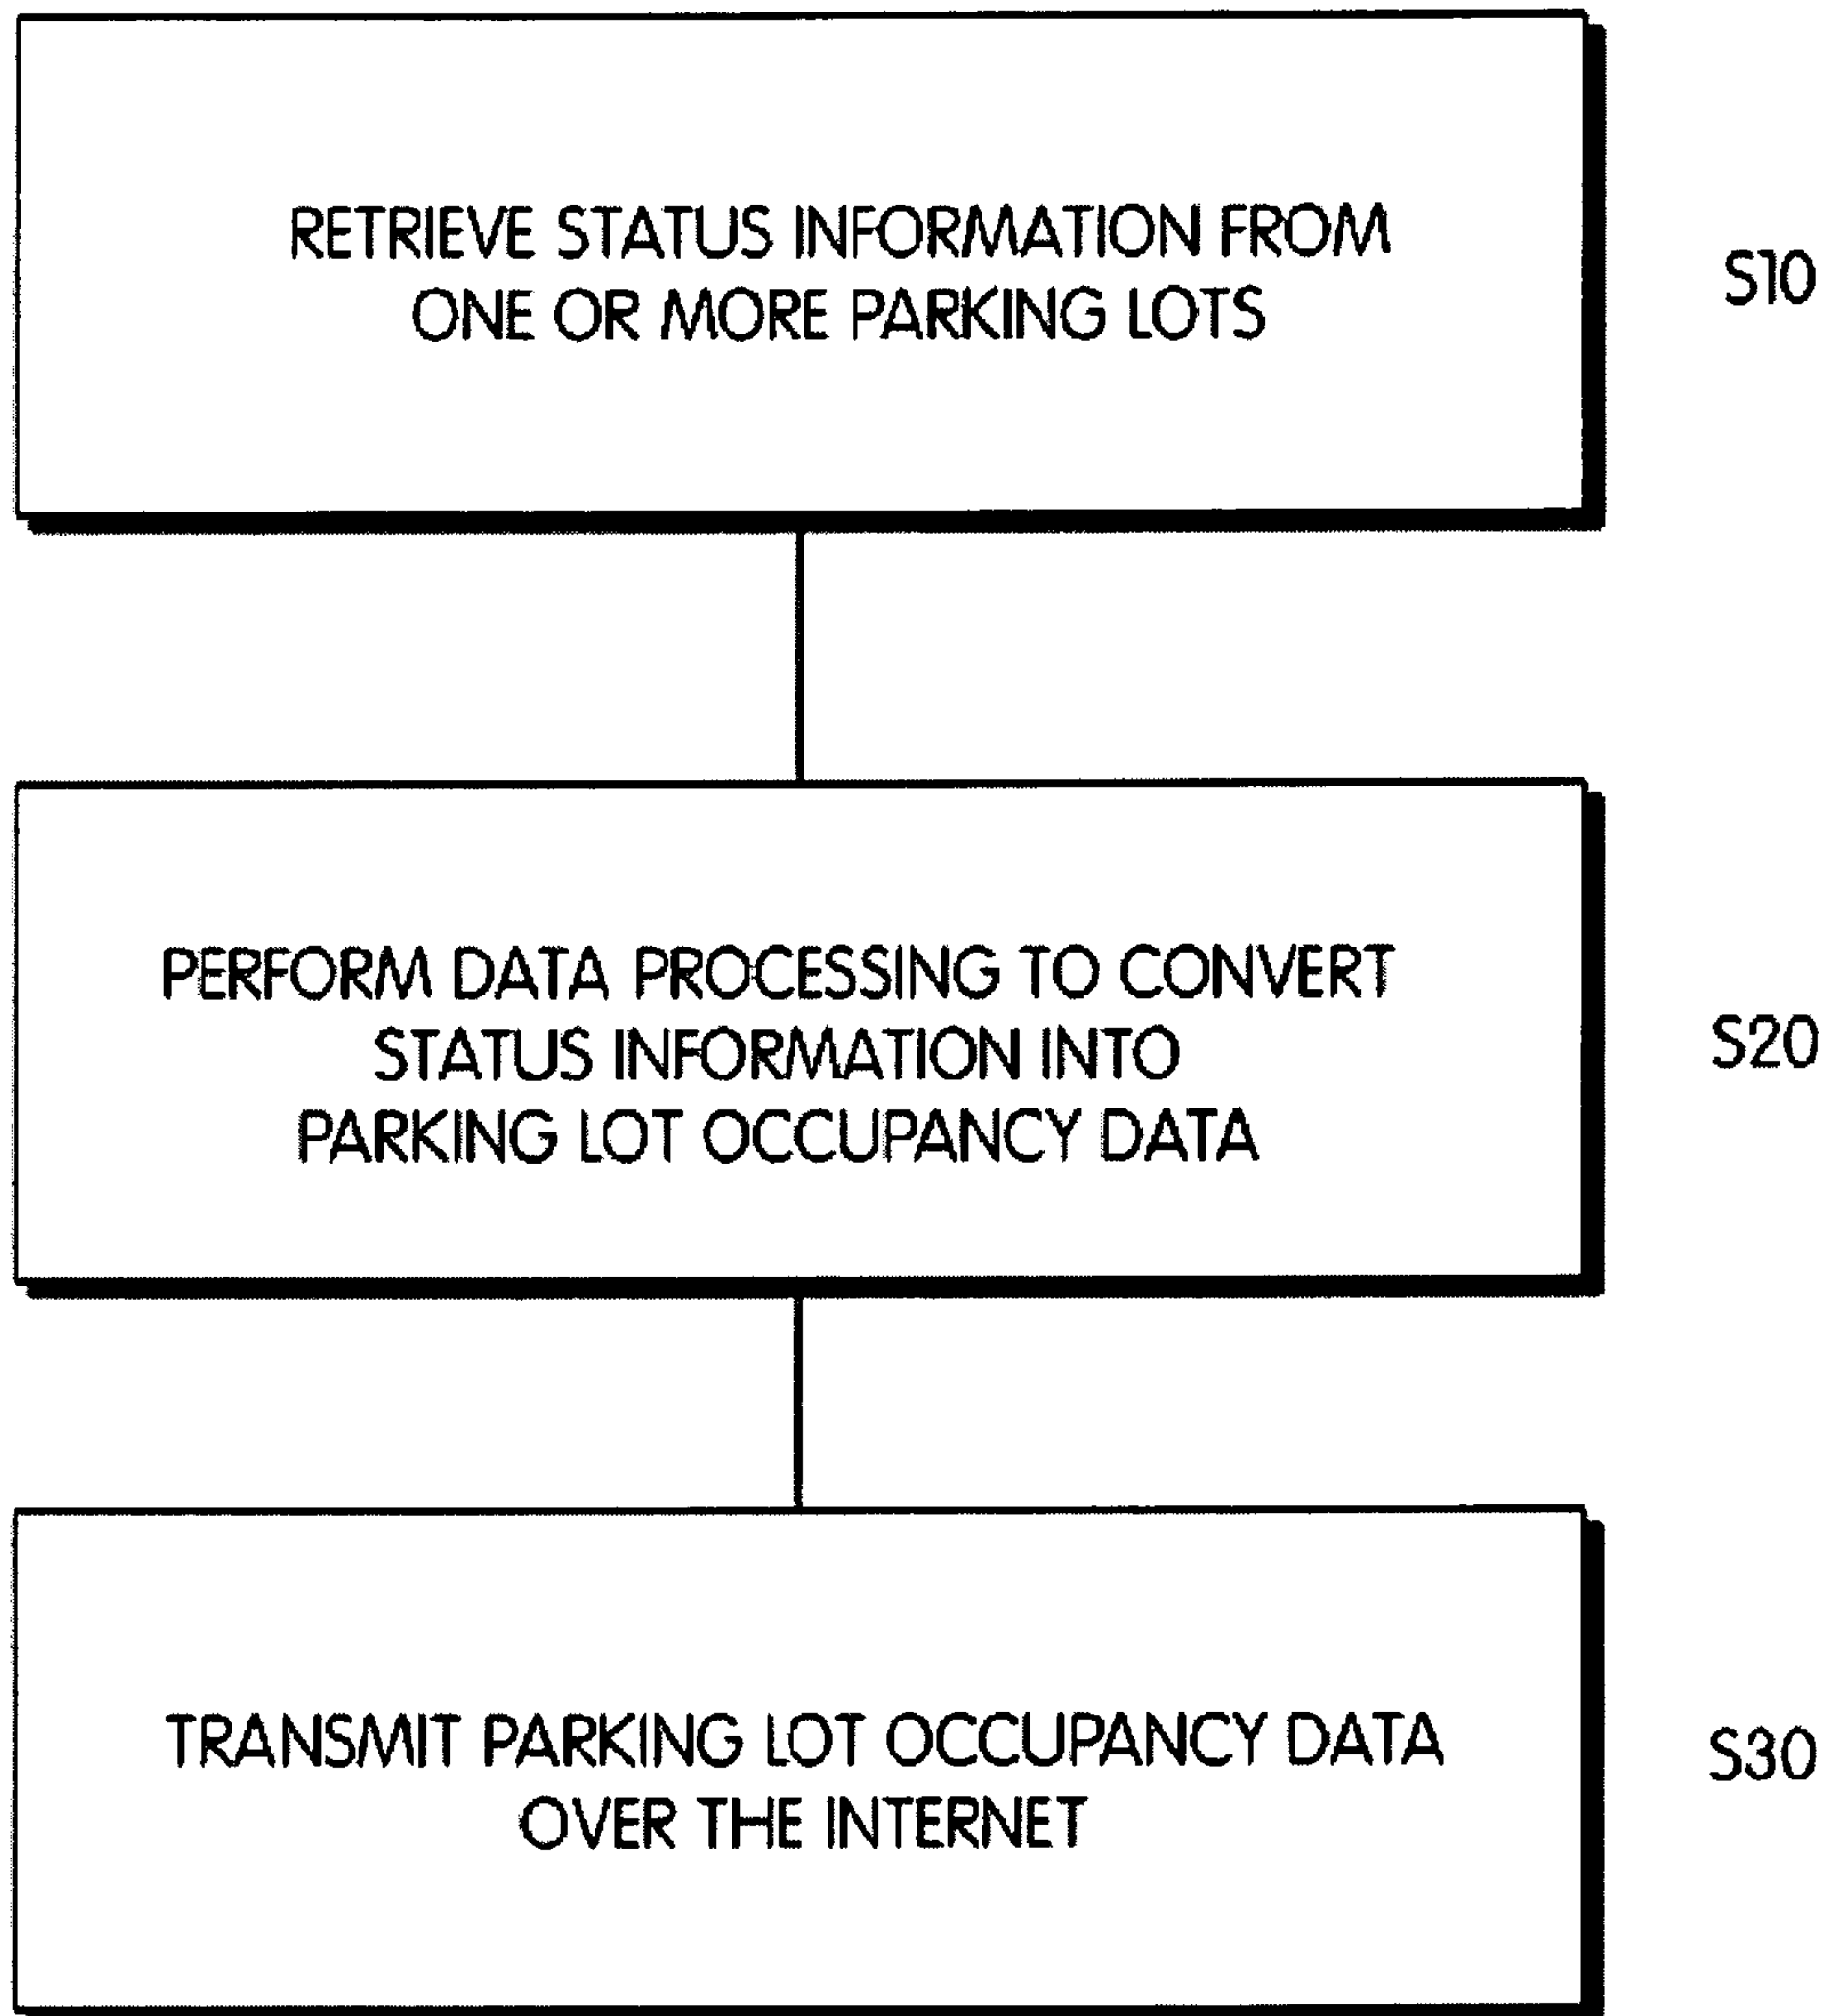 RETRIEVE STATUS INFORMATION FROM
ONE OR MORE PARKING LOTS
S10
PERFORM DATA PROCESSING TO CONVERT
STATUS INFORMATION INTO
PARKING LOT OCCUPANCY DATA
S20
TRANSMIT PARKING LOT OCCUPANCY DATA
OVER THE INTERNET
S30